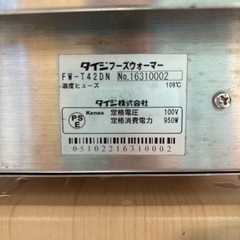 タイジフーズウォーマー
FW-T42DN No.16310002
温度ヒューズ 109℃
タイジ株式会社
PSE Kenex 定格電圧 100V
定格消費電力 950W
05102216310002